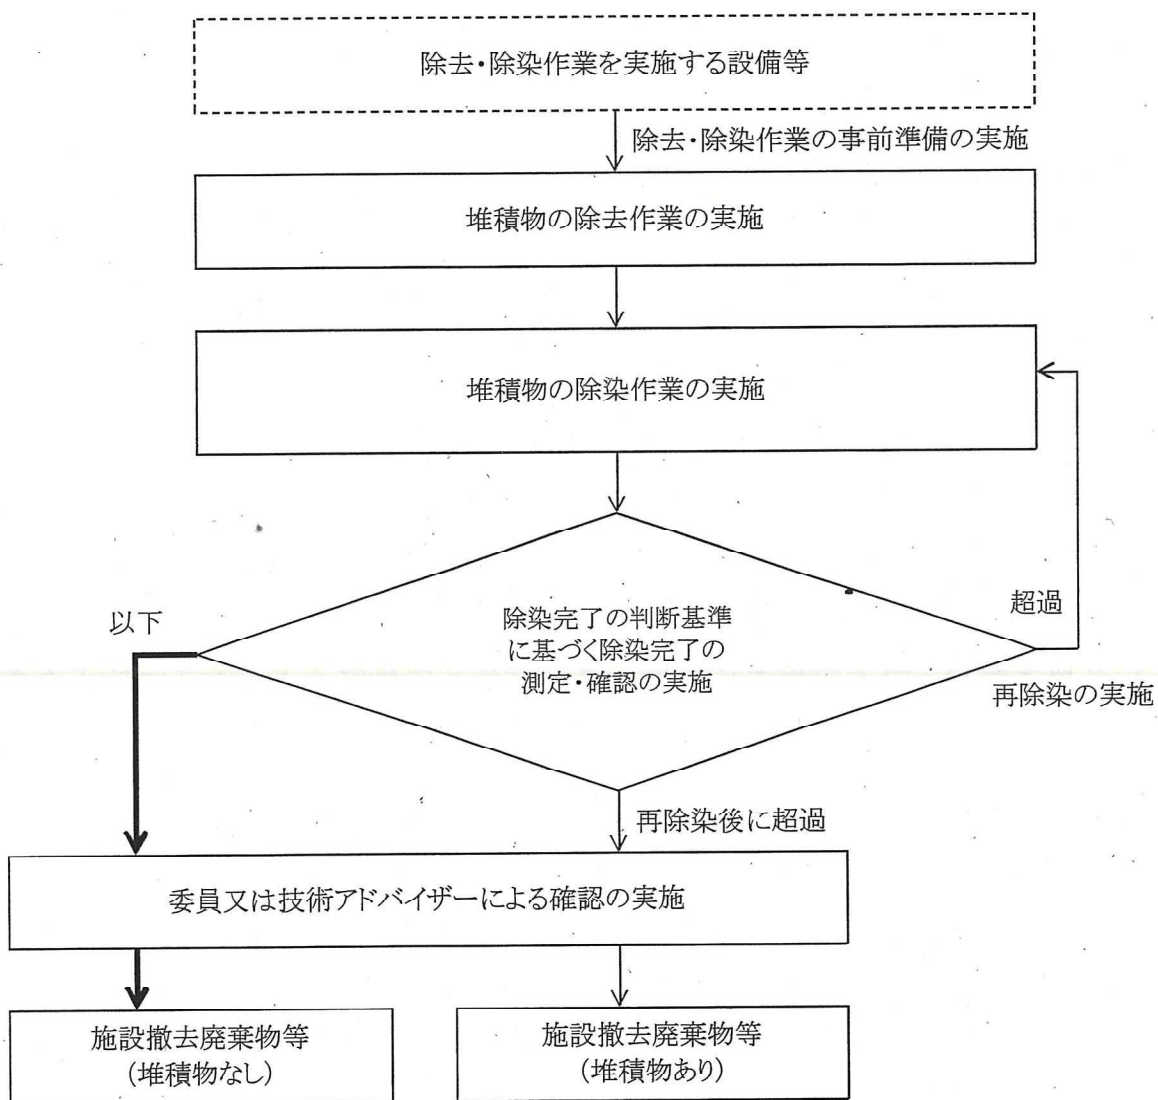 除去・除染作業を実施する設備等
除去・除染作業の事前準備の実施
堆積物の除去作業の実施
堆積物の除染作業の実施
除染完了の判断基準
に基づく除染完了の
測定・確認の実施
以下
超過
再除染の実施
再除染後に超過
委員又は技術アドバイザーによる確認の実施
施設撤去廃棄物等
(堆積物なし)
施設撤去廃棄物等
(堆積物あり)